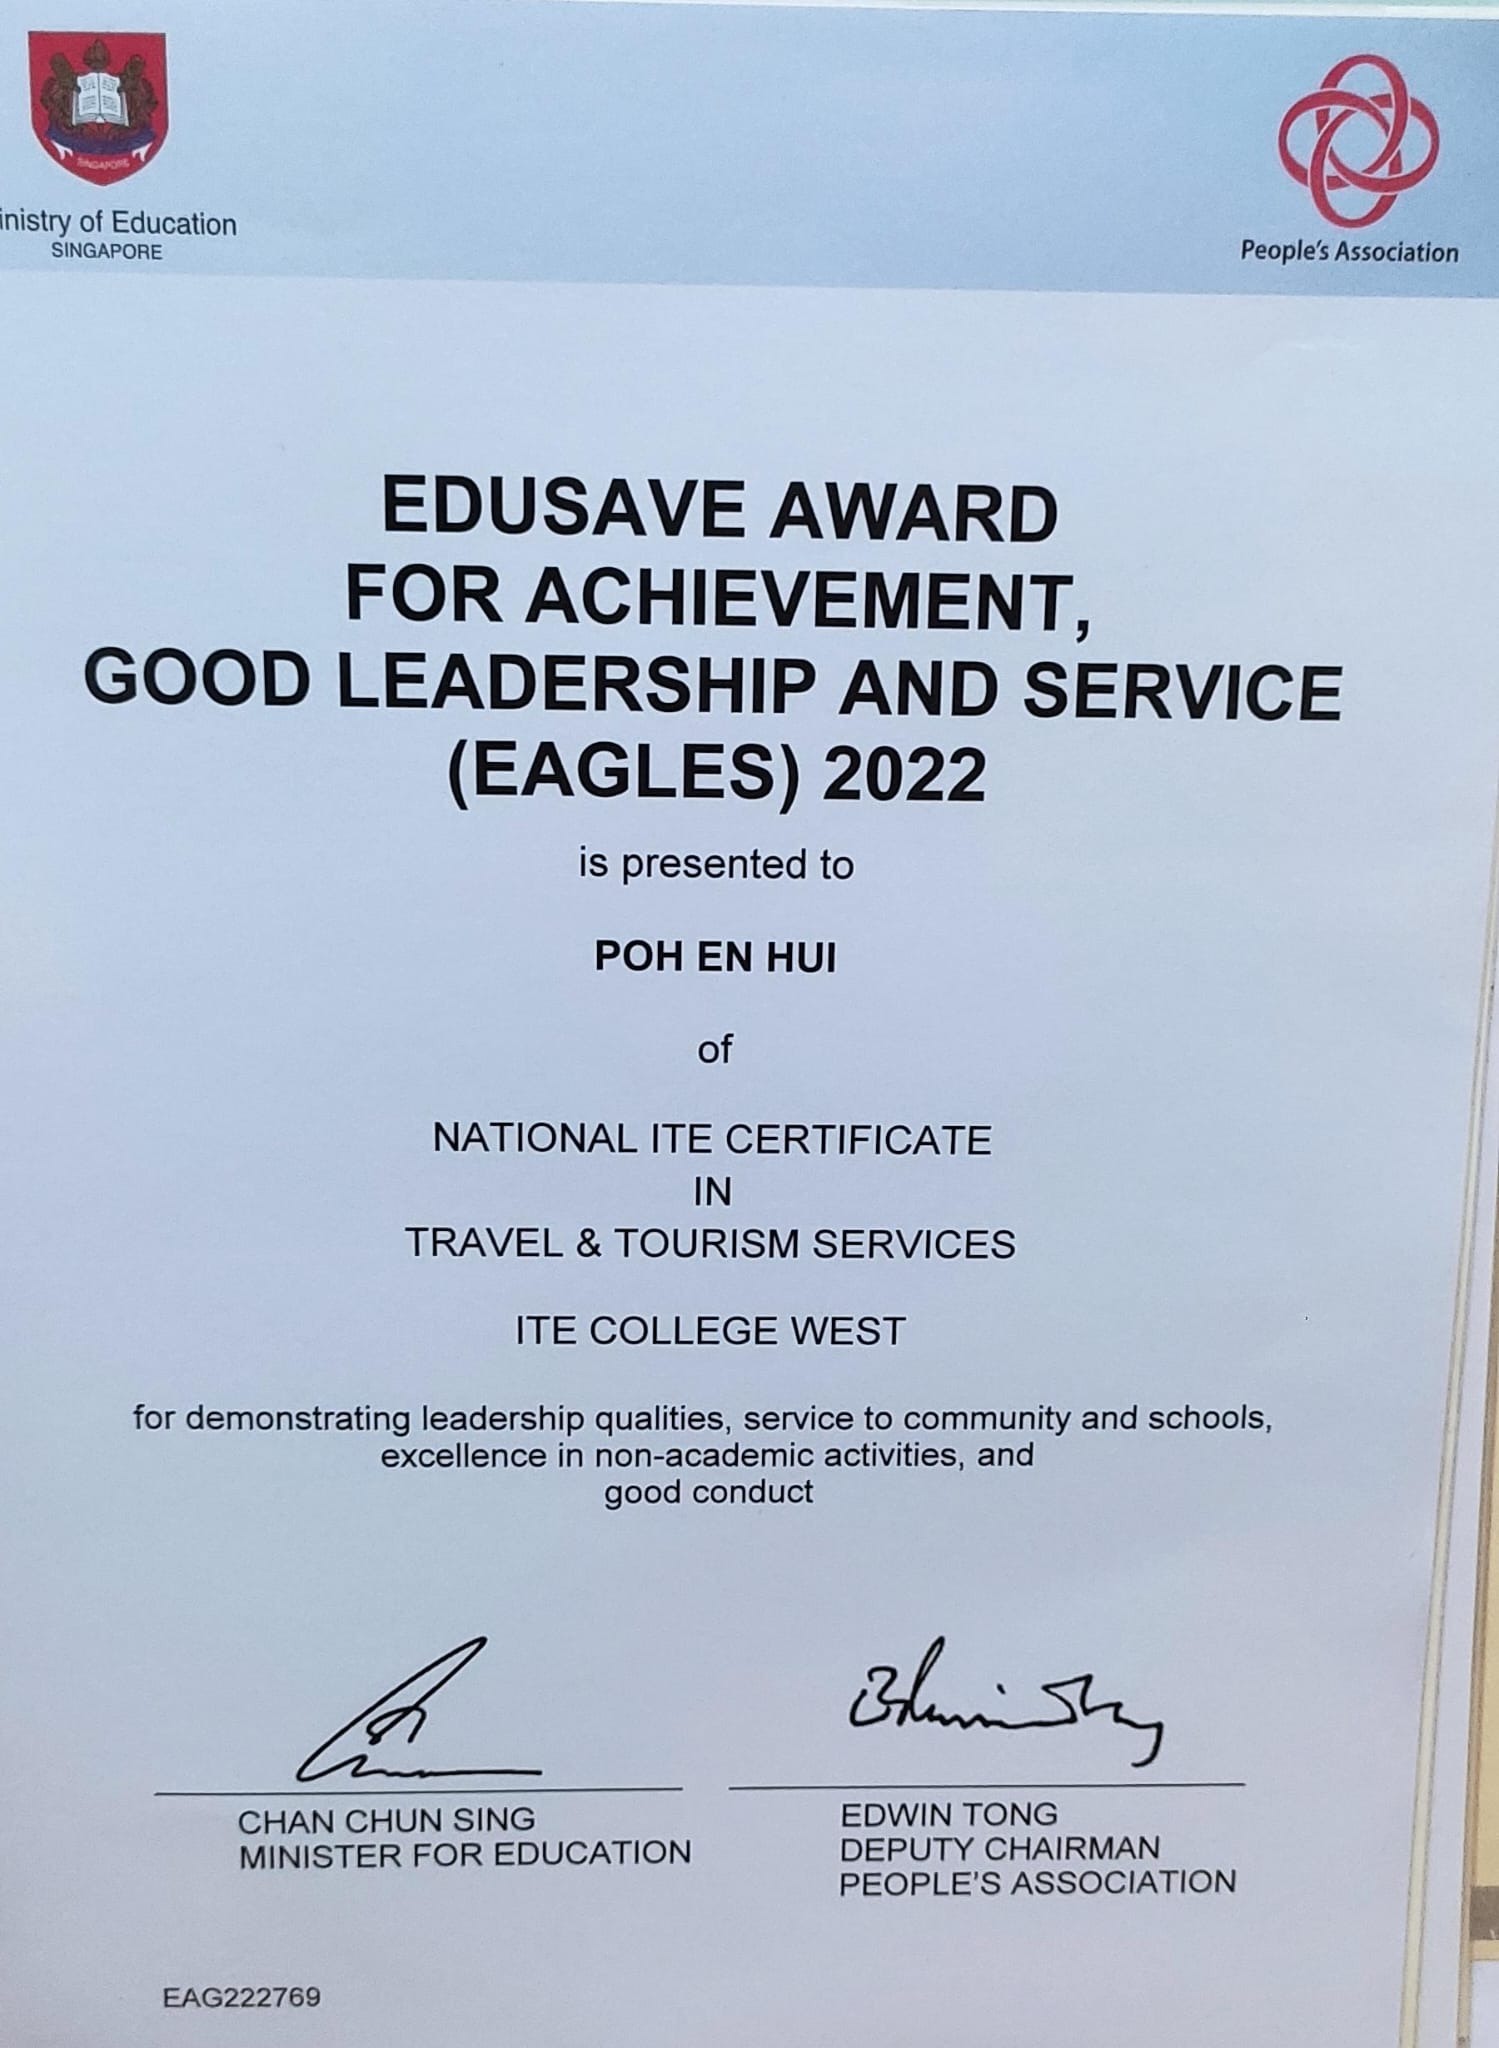 SINGAPORE
inistry of Education
SINGAPORE
People's Association
EDUSAVE AWARD
FOR ACHIEVEMENT,
GOOD LEADERSHIP AND SERVICE
(EAGLES) 2022
is presented to
POH EN HUI
of
NATIONAL ITE CERTIFICATE
IN
TRAVEL & TOURISM SERVICES
ITE COLLEGE WEST
for demonstrating leadership qualities, service to community and schools,
excellence in non-academic activities, and
good conduct
CHAN CHUN SING
MINISTER FOR EDUCATION
EDWIN TONG
DEPUTY CHAIRMAN
PEOPLE'S ASSOCIATION
EAG222769